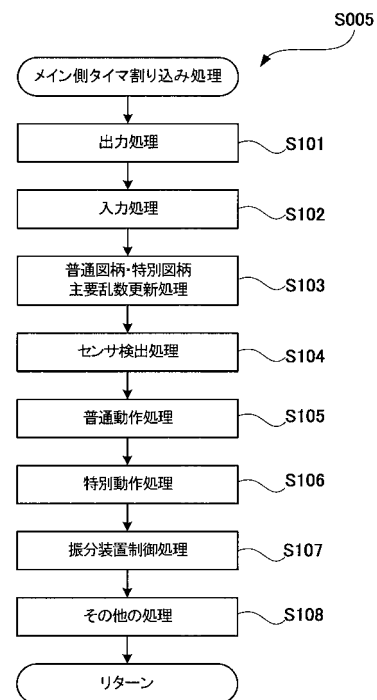 S005
メイン側タイマ割り込み処理
出力処理
S101
入力処理
S102
普通図柄・特別図柄
主要乱数更新処理
S103
センサ検出処理
S104
普通動作処理
S105
特別動作処理
S106
振分装置制御処理
S107
その他の処理
S108
リターン